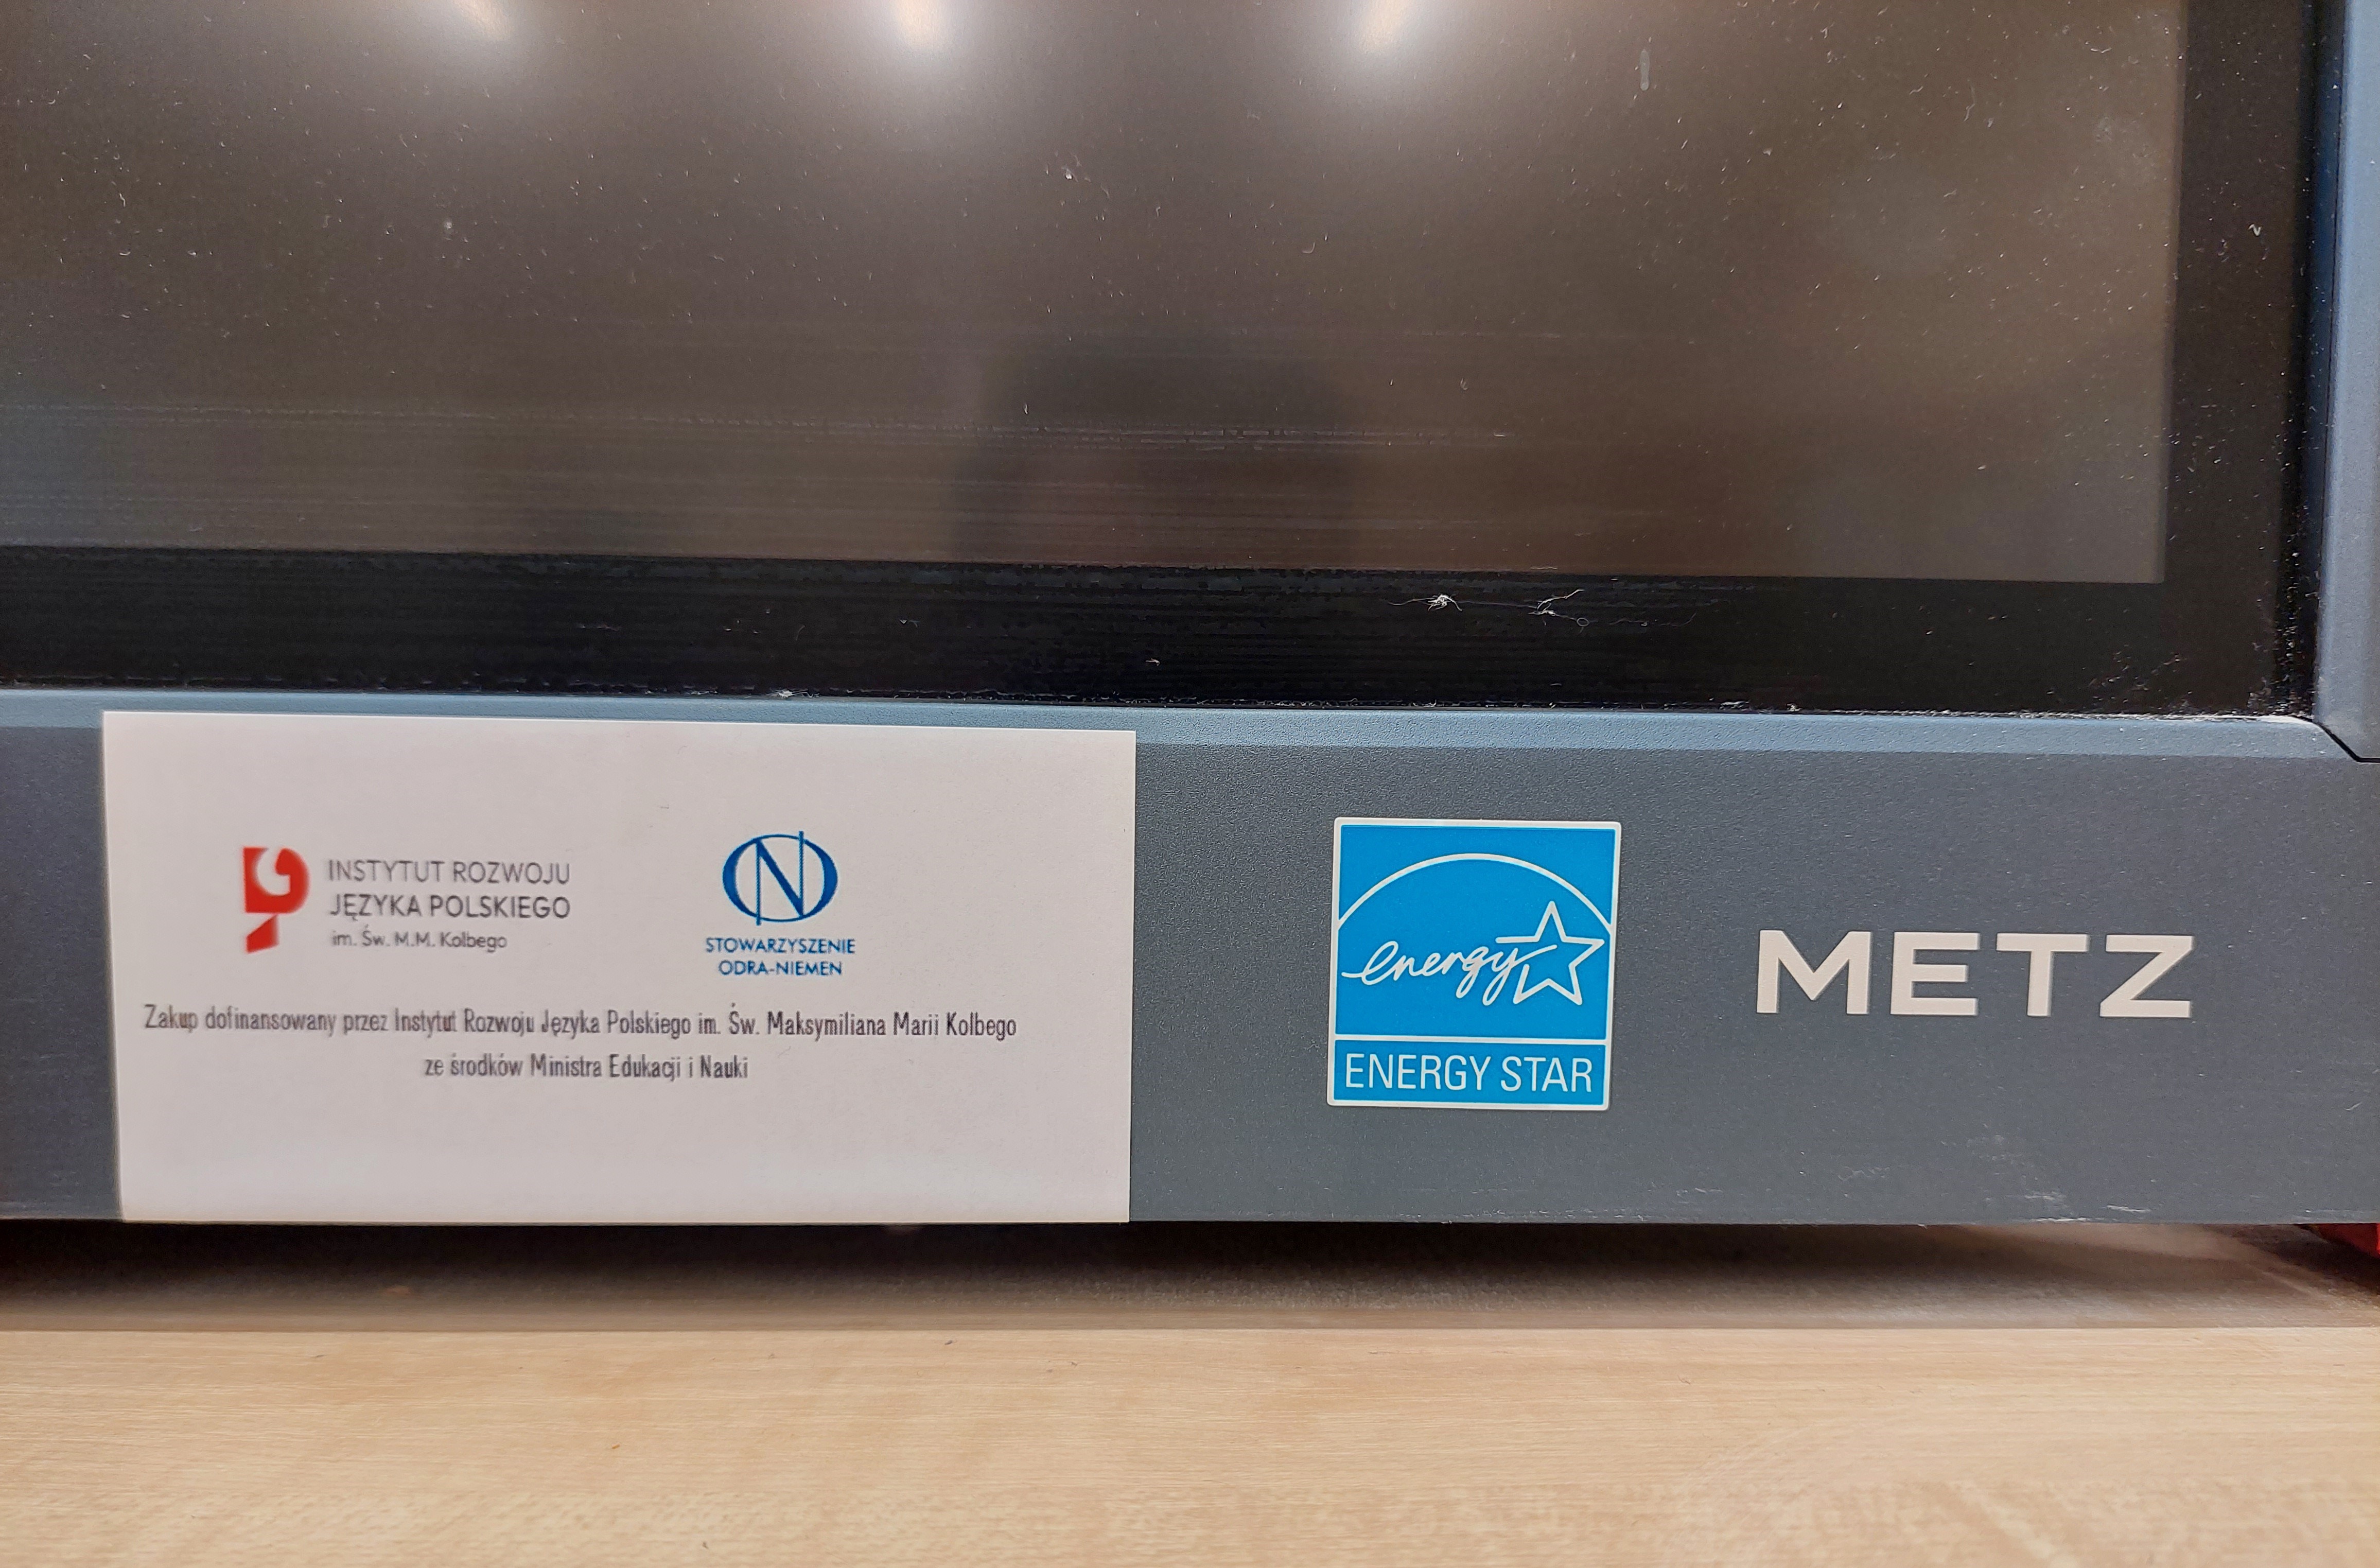 INSTYTUT ROZWOJU
JĘZYKA POLSKIEGO
im. Św. M.M. Kolbego
STOWARZYSZENIE
ODRA-NIEMEN
Zakup dofinansowany przez Instytut Rozwoju Języka Polskiego im. Św. Maksymiliana Marii Kolbego
ze środków Ministra Edukacji i Nauki
energy
ENERGY STAR
METZ